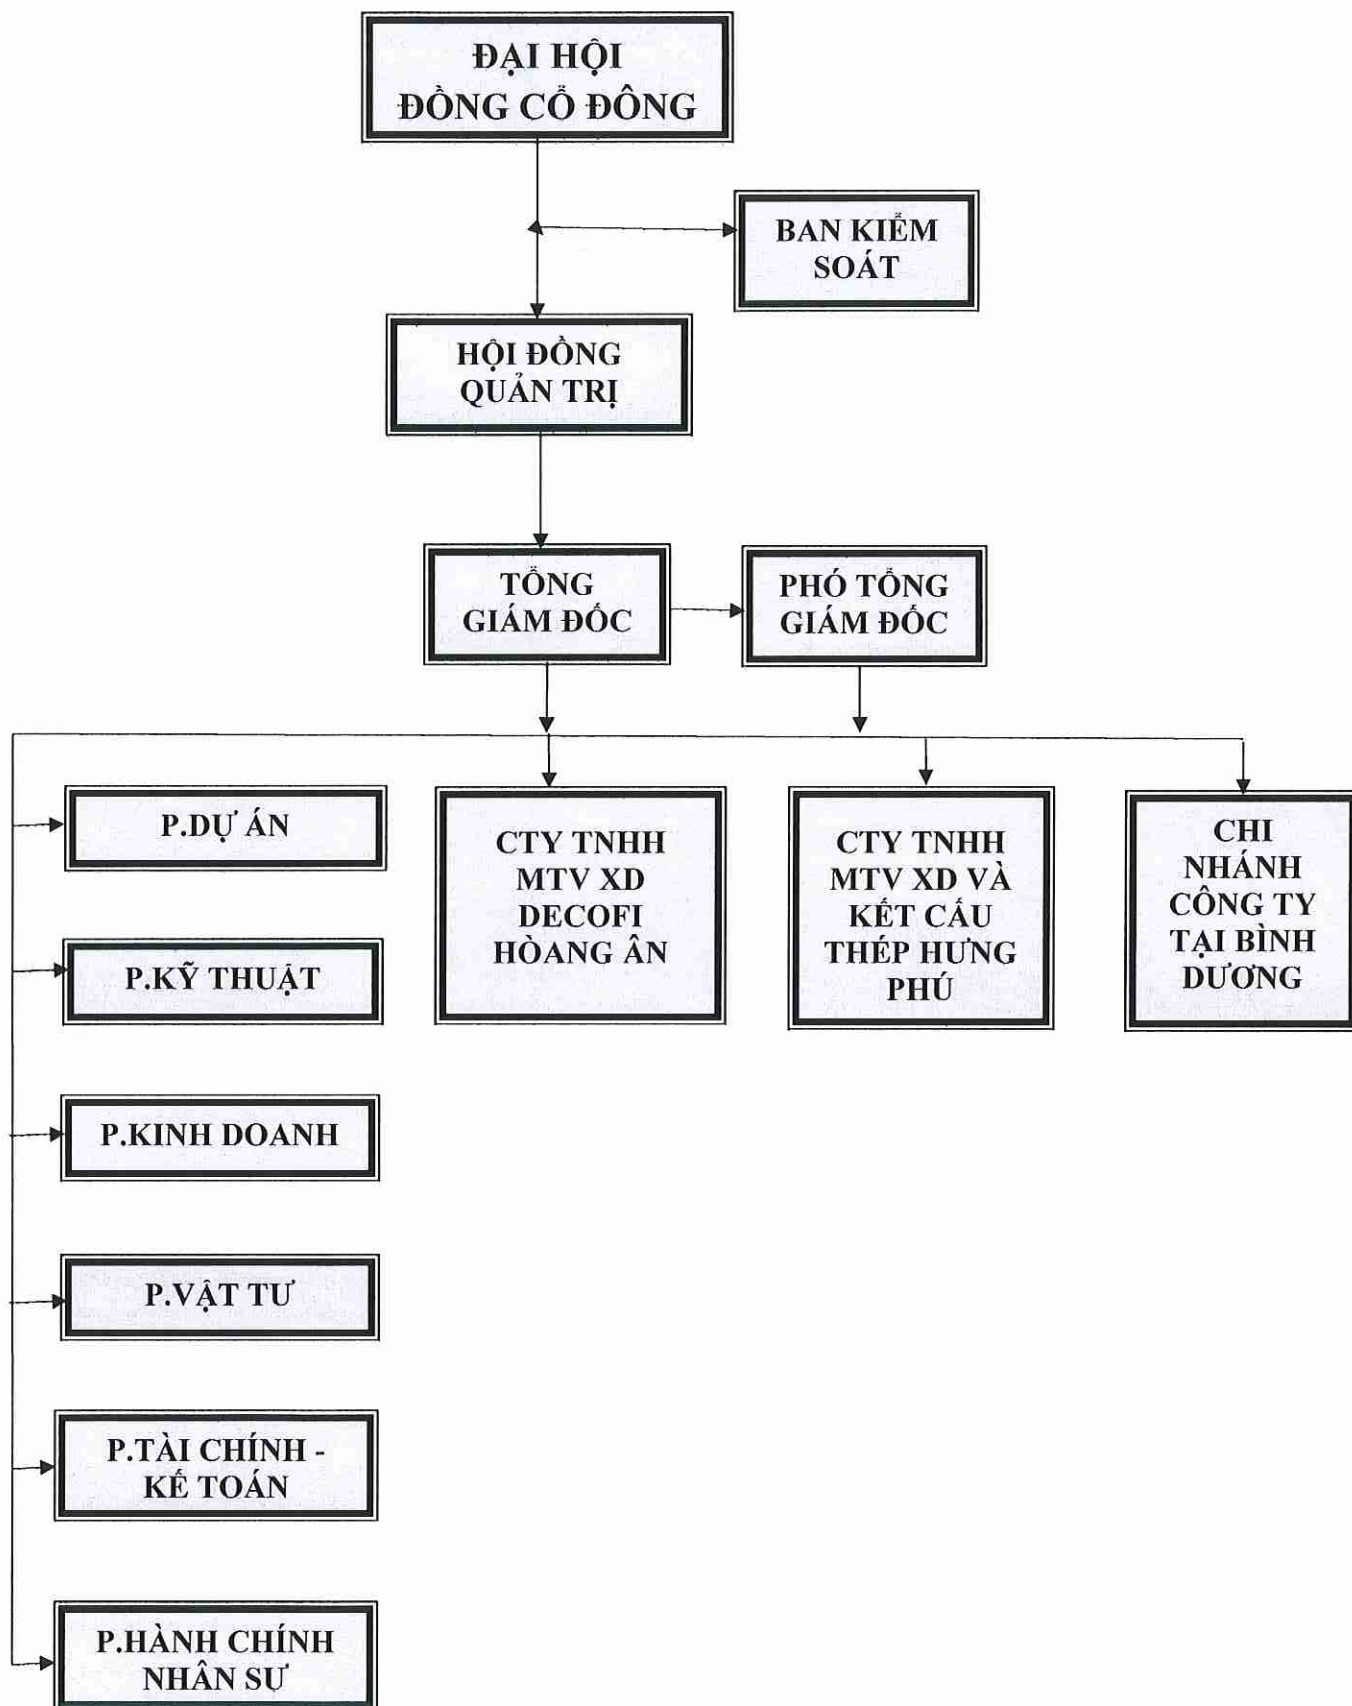 ĐẠI HỘI
ĐỒNG CỔ ĐÔNG
BAN KIỂM
SOÁT
HỘI ĐỒNG
QUẢN TRỊ
TỔNG
GIÁM ĐỐC
PHÓ TỔNG
GIÁM ĐỐC
P.DỰ ÁN
CTY TNHH
MTV XD
DECOFI
HÒANG ÂN
CTY TNHH
MTV XD VÀ
KẾT CẤU
THÉP HƯNG
PHÚ
CHI
NHÁNH
CÔNG TY
TẠI BÌNH
DƯƠNG
P.KỸ THUẬT
P.KINH DOANH
P.VẬT TƯ
P.TÀI CHÍNH -
KẾ TOÁN
P.HÀNH CHÍNH
NHÂN SỰ